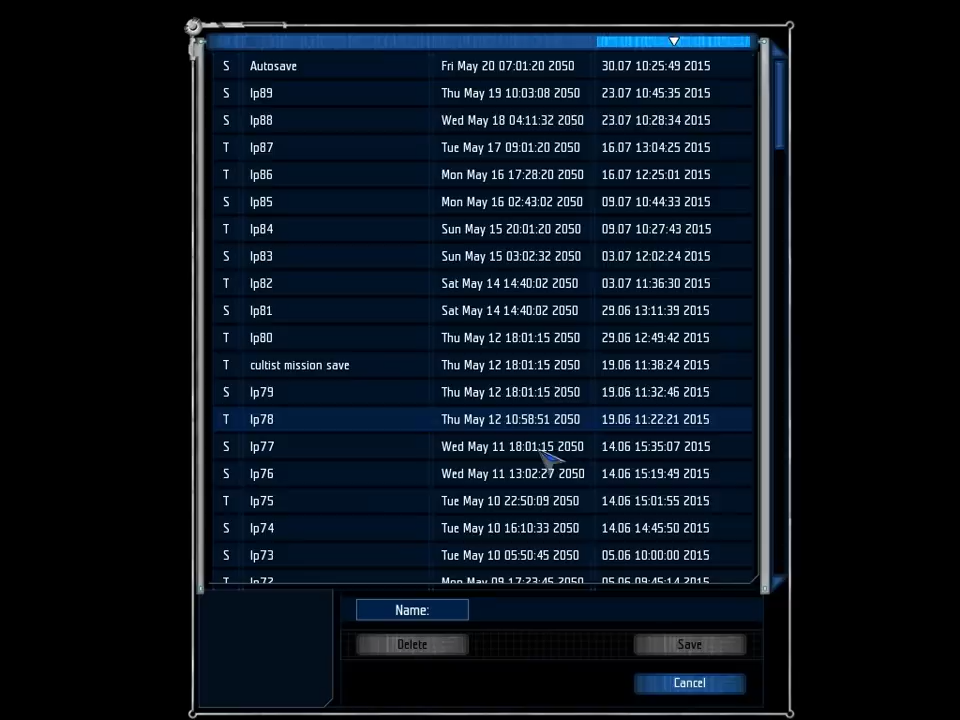 S Autosave Fri May 20 07:01:20 2050 30.07 10:25:49 2015
S lp89 Thu May 19 10:03:08 2050 23.07 10:45:35 2015
S lp88 Wed May 18 04:11:32 2050 23.07 10:28:34 2015
T lp87 Tue May 17 09:01:20 2050 16.07 13:04:25 2015
T lp86 Mon May 16 17:28:20 2050 16.07 12:25:01 2015
S lp85 Mon May 16 02:43:02 2050 09.07 10:44:33 2015
T lp84 Sun May 15 20:01:20 2050 09.07 10:27:43 2015
S lp83 Sun May 15 03:02:32 2050 03.07 12:02:24 2015
T lp82 Sat May 14 14:40:02 2050 03.07 11:36:30 2015
S lp81 Sat May 14 14:40:02 2050 29.06 13:11:39 2015
T lp80 Thu May 12 18:01:15 2050 29.06 12:49:42 2015
T cultist mission save Thu May 12 18:01:15 2050 19.06 11:38:24 2015
S lp79 Thu May 12 18:01:15 2050 19.06 11:32:46 2015
T lp78 Thu May 12 10:58:51 2050 19.06 11:22:21 2015
S lp77 Wed May 11 18:01:15 2050 14.06 15:35:07 2015
S lp76 Wed May 11 13:02:27 2050 14.06 15:19:49 2015
T lp75 Tue May 10 22:50:09 2050 14.06 15:01:55 2015
S lp74 Tue May 10 16:10:33 2050 14.06 14:45:50 2015
S lp73 Tue May 10 05:50:45 2050 05.06 10:00:00 2015
T lp72 Mon May 09 17:23:45 2050 05.06 09:45:14 2015
Name:
Delete Save
Cancel